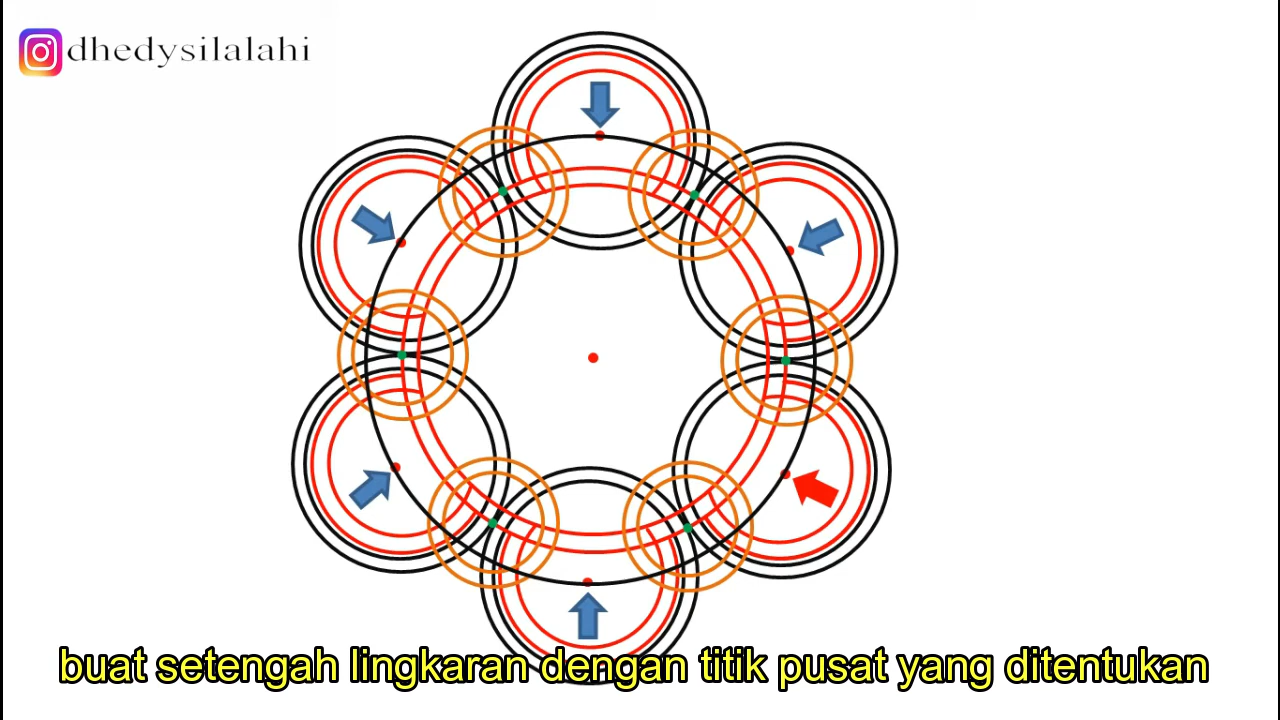 dhedysilalahi
buat setengah lingkaran dengan titik pusat yang ditentukan